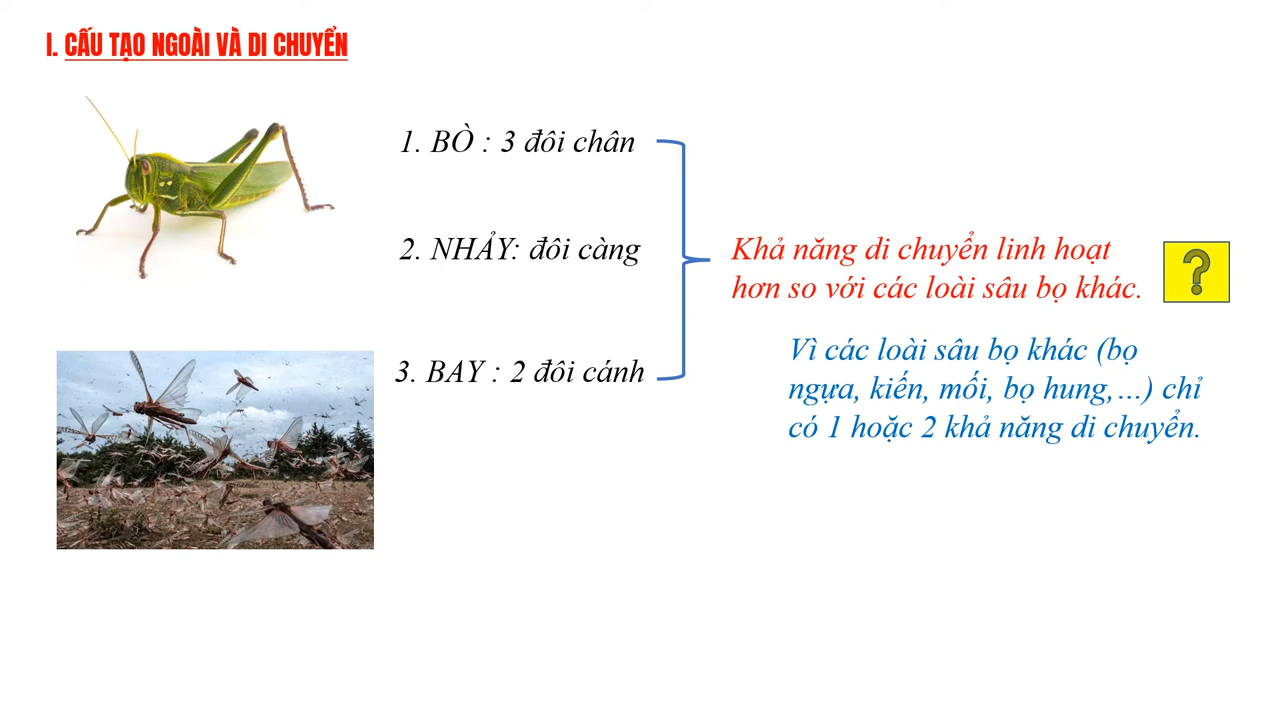 I. CẤU TẠO NGOÀI VÀ DI CHUYỂN
1. BÒ : 3 đôi chân
2. NHẢY: đôi càng
3. BAY : 2 đôi cánh
Khả năng di chuyển linh hoạt
hơn so với các loài sâu bọ khác.
?
Vì các loài sâu bọ khác (bọ
ngựa, kiến, mối, bọ hung,...) chỉ
có 1 hoặc 2 khả năng di chuyển.